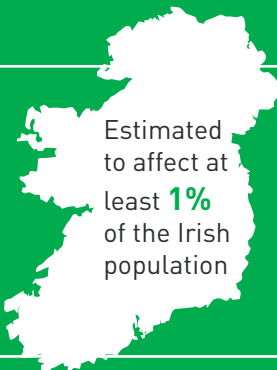 Estimated
to affect at
least 1%
of the Irish
population